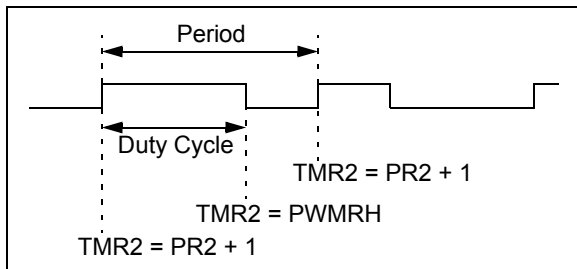 Period
Duty Cycle
TMR2 = PR2 + 1
TMR2 = PWMRH
TMR2 = PR2 + 1